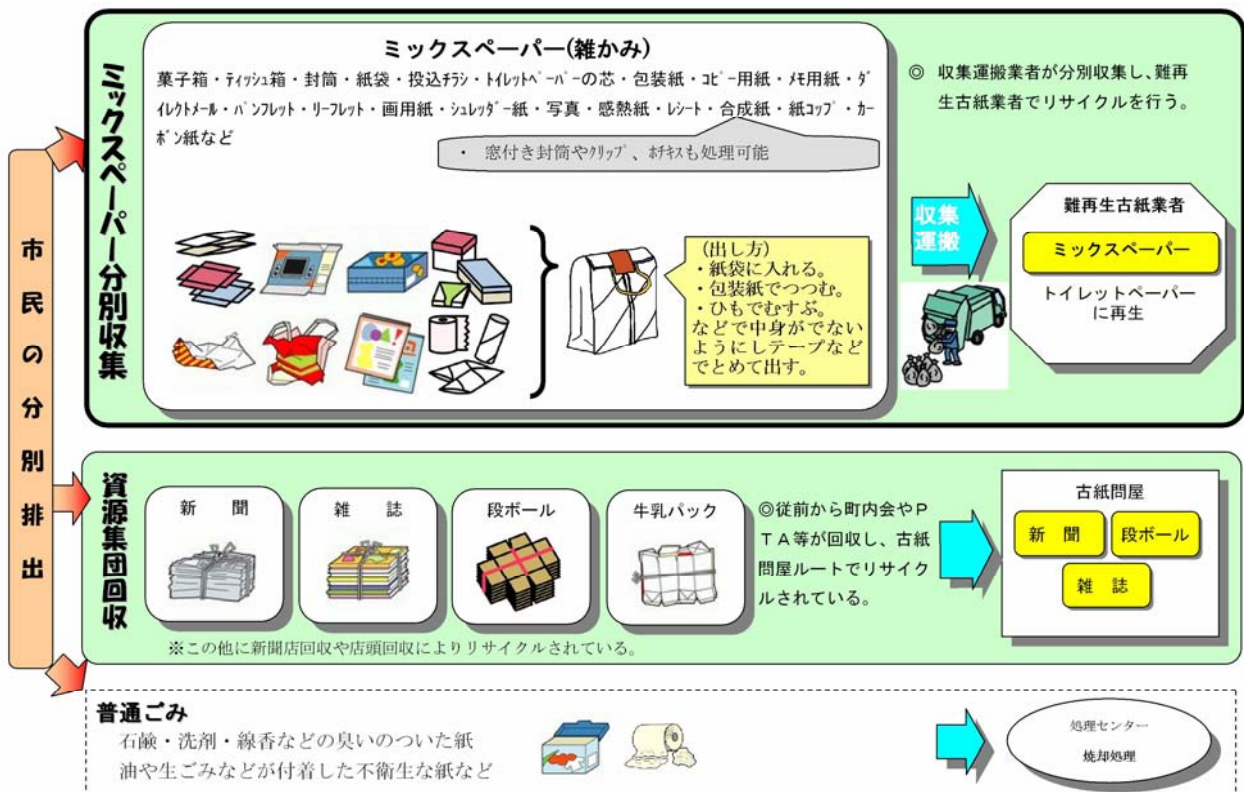 市民の分別排出
ミックスペーパー分別収集
ミックスペーパー(雑かみ)
菓子箱・ティッシュ箱・封筒・紙袋・投込チラシ・トイレットペーパーの芯・包装紙・コピー用紙・メモ用紙・ダ
イレクトメール・パンフレット・リーフレット・画用紙・シュレッダー紙・写真・感熱紙・レシート・合成紙・紙コップ・カー
ボン紙など
・ 窓付き封筒やクリップ、ホチキスも処理可能
(出し方)
・紙袋に入れる。
・包装紙でつつむ。
・ひもでむすぶ。
などで中身がでない
ようにしテープなど
でとめて出す。
◎ 収集運搬業者が分別収集し、難再
生古紙業者でリサイクルを行う。
収集
運搬
難再生古紙業者
ミックスペーパー
トイレットペーパー
に再生
資源集団回収
新 聞
雑 誌
段ボール
牛乳パック
◎従前から町内会やP
TA等が回収し、古紙
問屋ルートでリサイク
ルされている。
※この他に新聞店回収や店頭回収によりリサイクルされている。
古紙問屋
新 聞
段ボール
雑 誌
普通ごみ
石鹸・洗剤・線香などの臭いのついた紙
油や生ごみなどが付着した不衛生な紙など
処理センター
焼却処理